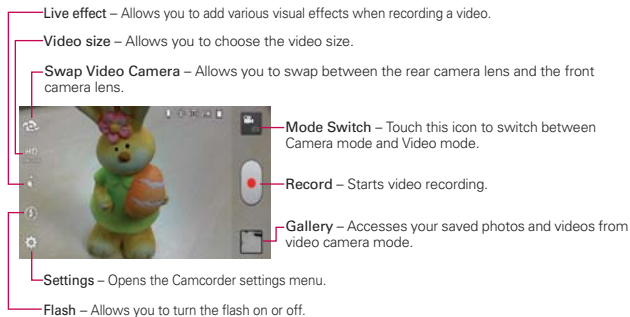 Live effect – Allows you to add various visual effects when recording a video.
Video size – Allows you to choose the video size.
Swap Video Camera – Allows you to swap between the rear camera lens and the front
camera lens.
HD
Mode Switch – Touch this icon to switch between
Camera mode and Video mode.
Record – Starts video recording.
Gallery – Accesses your saved photos and videos from
video camera mode.
Settings – Opens the Camcorder settings menu.
Flash – Allows you to turn the flash on or off.